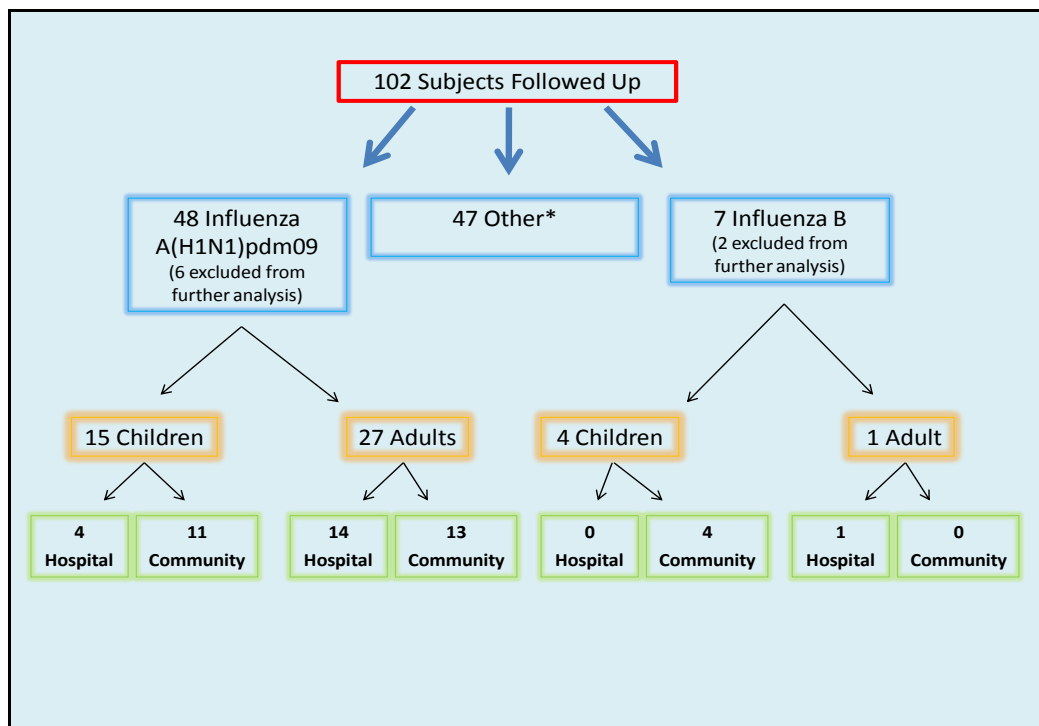 102 Subjects Followed Up
48 Influenza
A(H1N1)pdm09
(6 excluded from
further analysis)
47 Other*
7 Influenza B
(2 excluded from
further analysis)
15 Children
27 Adults
4 Children
1 Adult
4
Hospital
11
Community
14
Hospital
13
Community
0
Hospital
4
Community
1
Hospital
0
Community